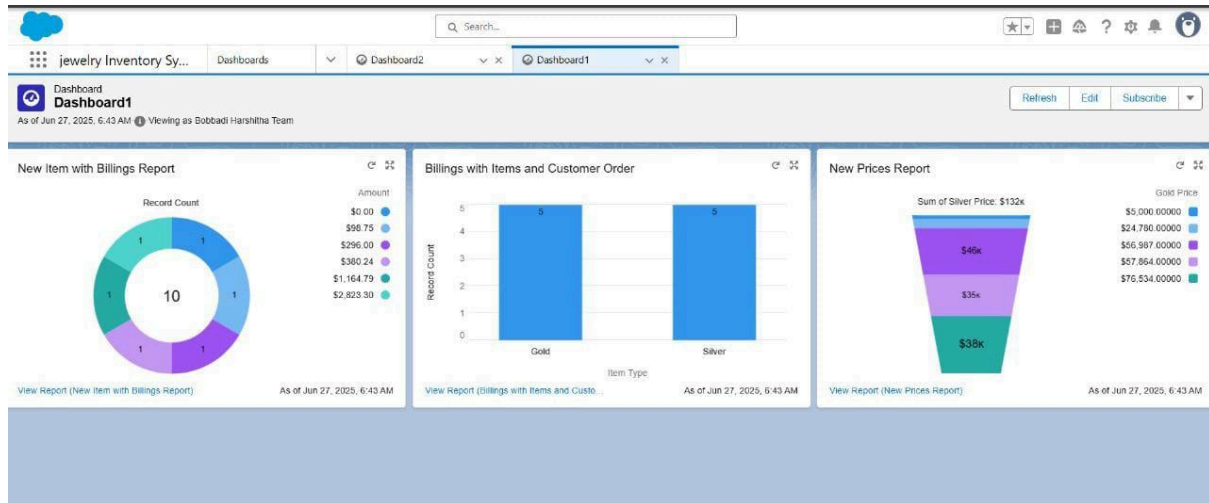 Search...
jewelry Inventory Sy...
Dashboards
Dashboard2
Dashboard1
Dashboard
Dashboard1
As of Jun 27, 2025, 6:43 AM Viewing as Bobbadi Harshitha Team
Refresh
Edit
Subscribe
New Item with Billings Report
Record Count
Amount
$0.00
$98.75
$296.00
$380.24
$1,164.79
$2,823.30
1
1
1
1
1
1
10
View Report (New Item with Billings Report)
As of Jun 27, 2025, 6:43 AM
Billings with Items and Customer Order
Record Count
5
4
3
2
1
0
5
5
Gold
Silver
Item Type
View Report (Billings with Items and Custo...
As of Jun 27, 2025, 6:43 AM
New Prices Report
Sum of Silver Price: $132K
Gold Price
$5,000.00000
$24,780.00000
$56,987.00000
$57,864.00000
$76,534.00000
$46K
$35K
$38K
View Report (New Prices Report)
As of Jun 27, 2025, 6:43 AM